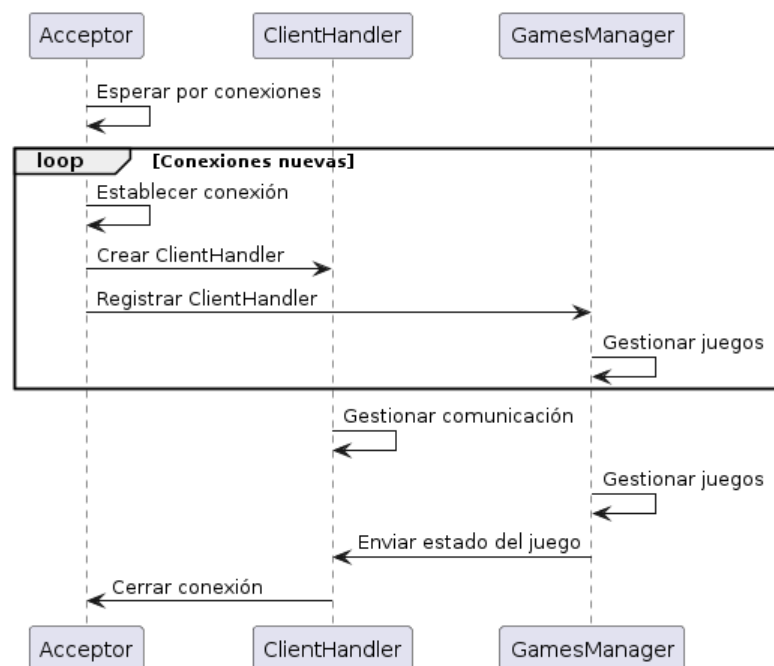 Acceptor ClientHandler GamesManager
Esperar por conexiones
loop [Conexiones nuevas]
Establecer conexión
Crear ClientHandler
Registrar ClientHandler
Gestionar juegos
Gestionar comunicación
Gestionar juegos
Enviar estado del juego
Cerrar conexión
Acceptor ClientHandler GamesManager